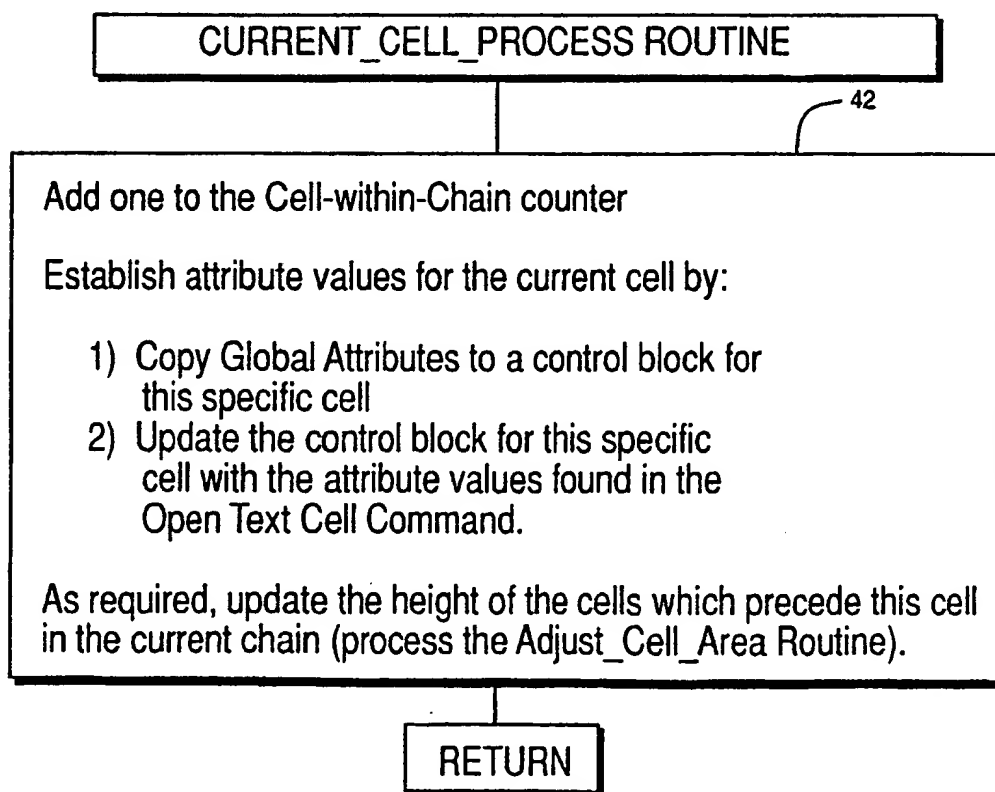 CURRENT_CELL_PROCESS ROUTINE
42
Add one to the Cell-within-Chain counter
Establish attribute values for the current cell by:
1) Copy Global Attributes to a control block for
this specific cell
2) Update the control block for this specific
cell with the attribute values found in the
Open Text Cell Command.
As required, update the height of the cells which precede this cell
in the current chain (process the Adjust_Cell_Area Routine).
RETURN